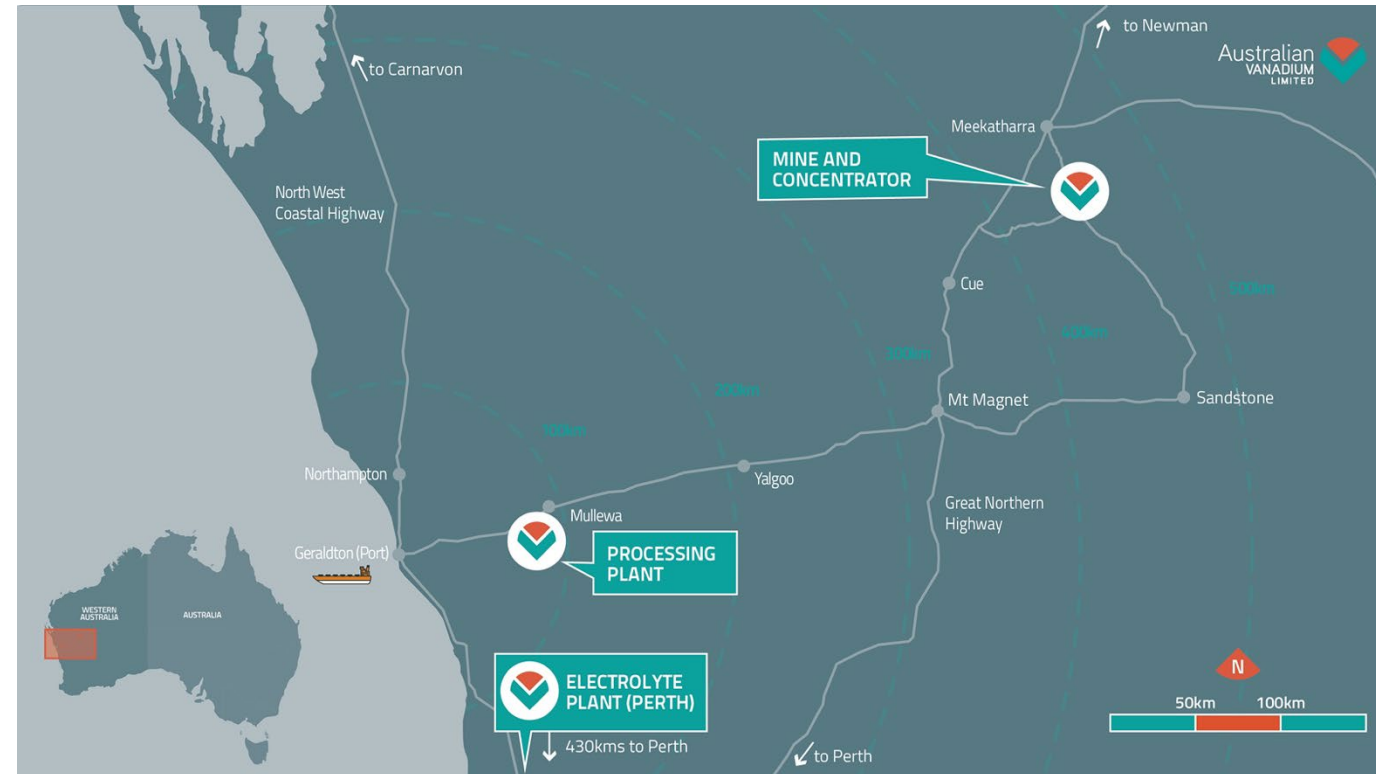 to Newman
Australian
VANADIUM
LIMITED
to Carnarvon
Meekatharra
MINE AND
CONCENTRATOR
North West
Coastal Highway
Cue
500km
400km
300km
200km
100km
Mt Magnet
Sandstone
Northampton
Yalgoo
Great Northern
Highway
Mullewa
Geraldton (Port)
PROCESSING
PLANT
WESTERN
AUSTRALIA
AUSTRALIA
N
ELECTROLYTE
PLANT (PERTH)
50km 100km
430kms to Perth
to Perth